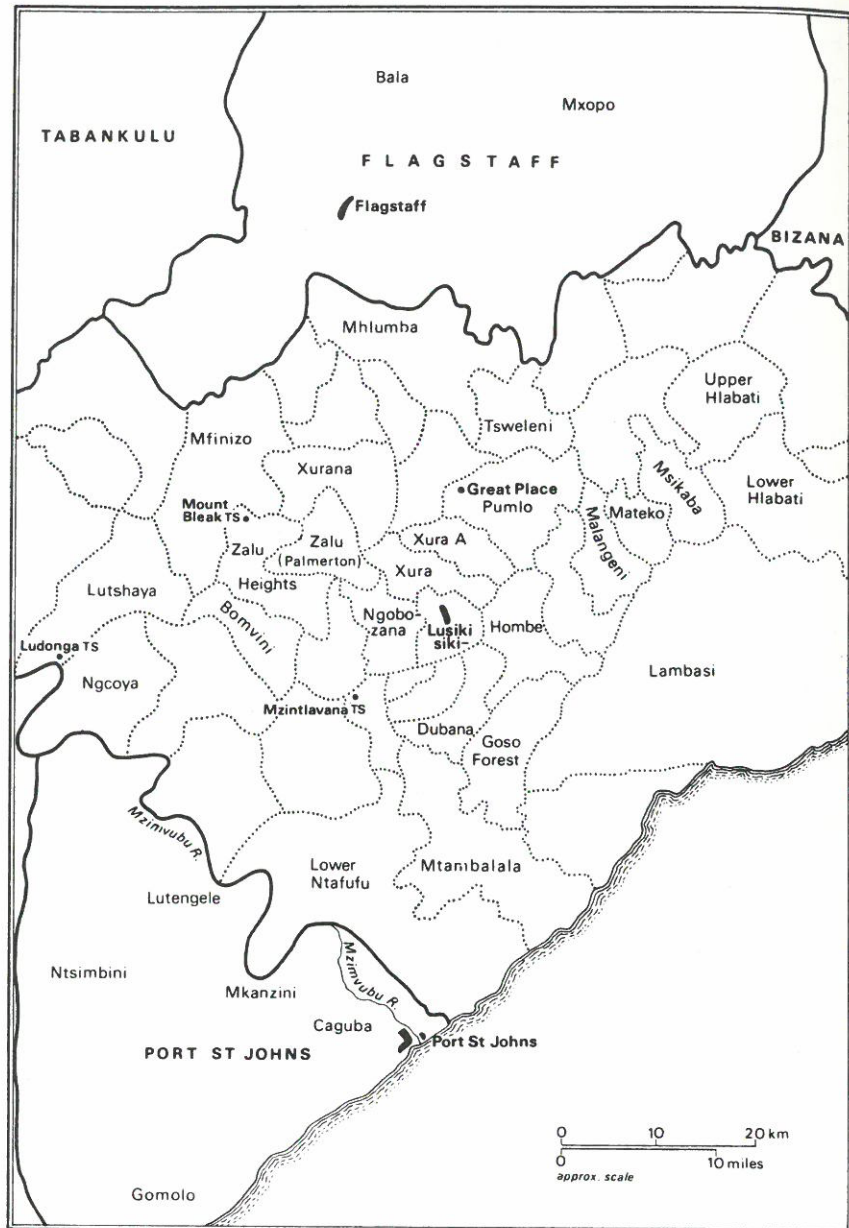 Bala
Mxopo
TABANKULU
FLAGSTAFF
Flagstaff
BIZANA
Mhlumba
Upper
Hlabati
Tsweleni
Mfinizo
Xurana
Msikaba
Lower
Hlabati
Great Place
Pumlo
Mount
Bleak TS
Mateko
Malangeni
Zalu
Heights
Zalu
(Palmerton)
Xura A
Xura
Lutshaya
Bomvini
Ngobo-
zana
Lusiki
siki-
Hombe
Ludonga TS
Ngcoya
Lambasi
Mzintlavana TS
Dubana
Goso
Forest
Mzimvubu R.
Lower
Ntafufu
Mtambalala
Lutengele
Ntsimbini
Mkanzini
Mzimvubu R.
Caguba
Port St Johns
PORT ST JOHNS
0 10 20 km
0 10 miles
approx. scale
Gomolo